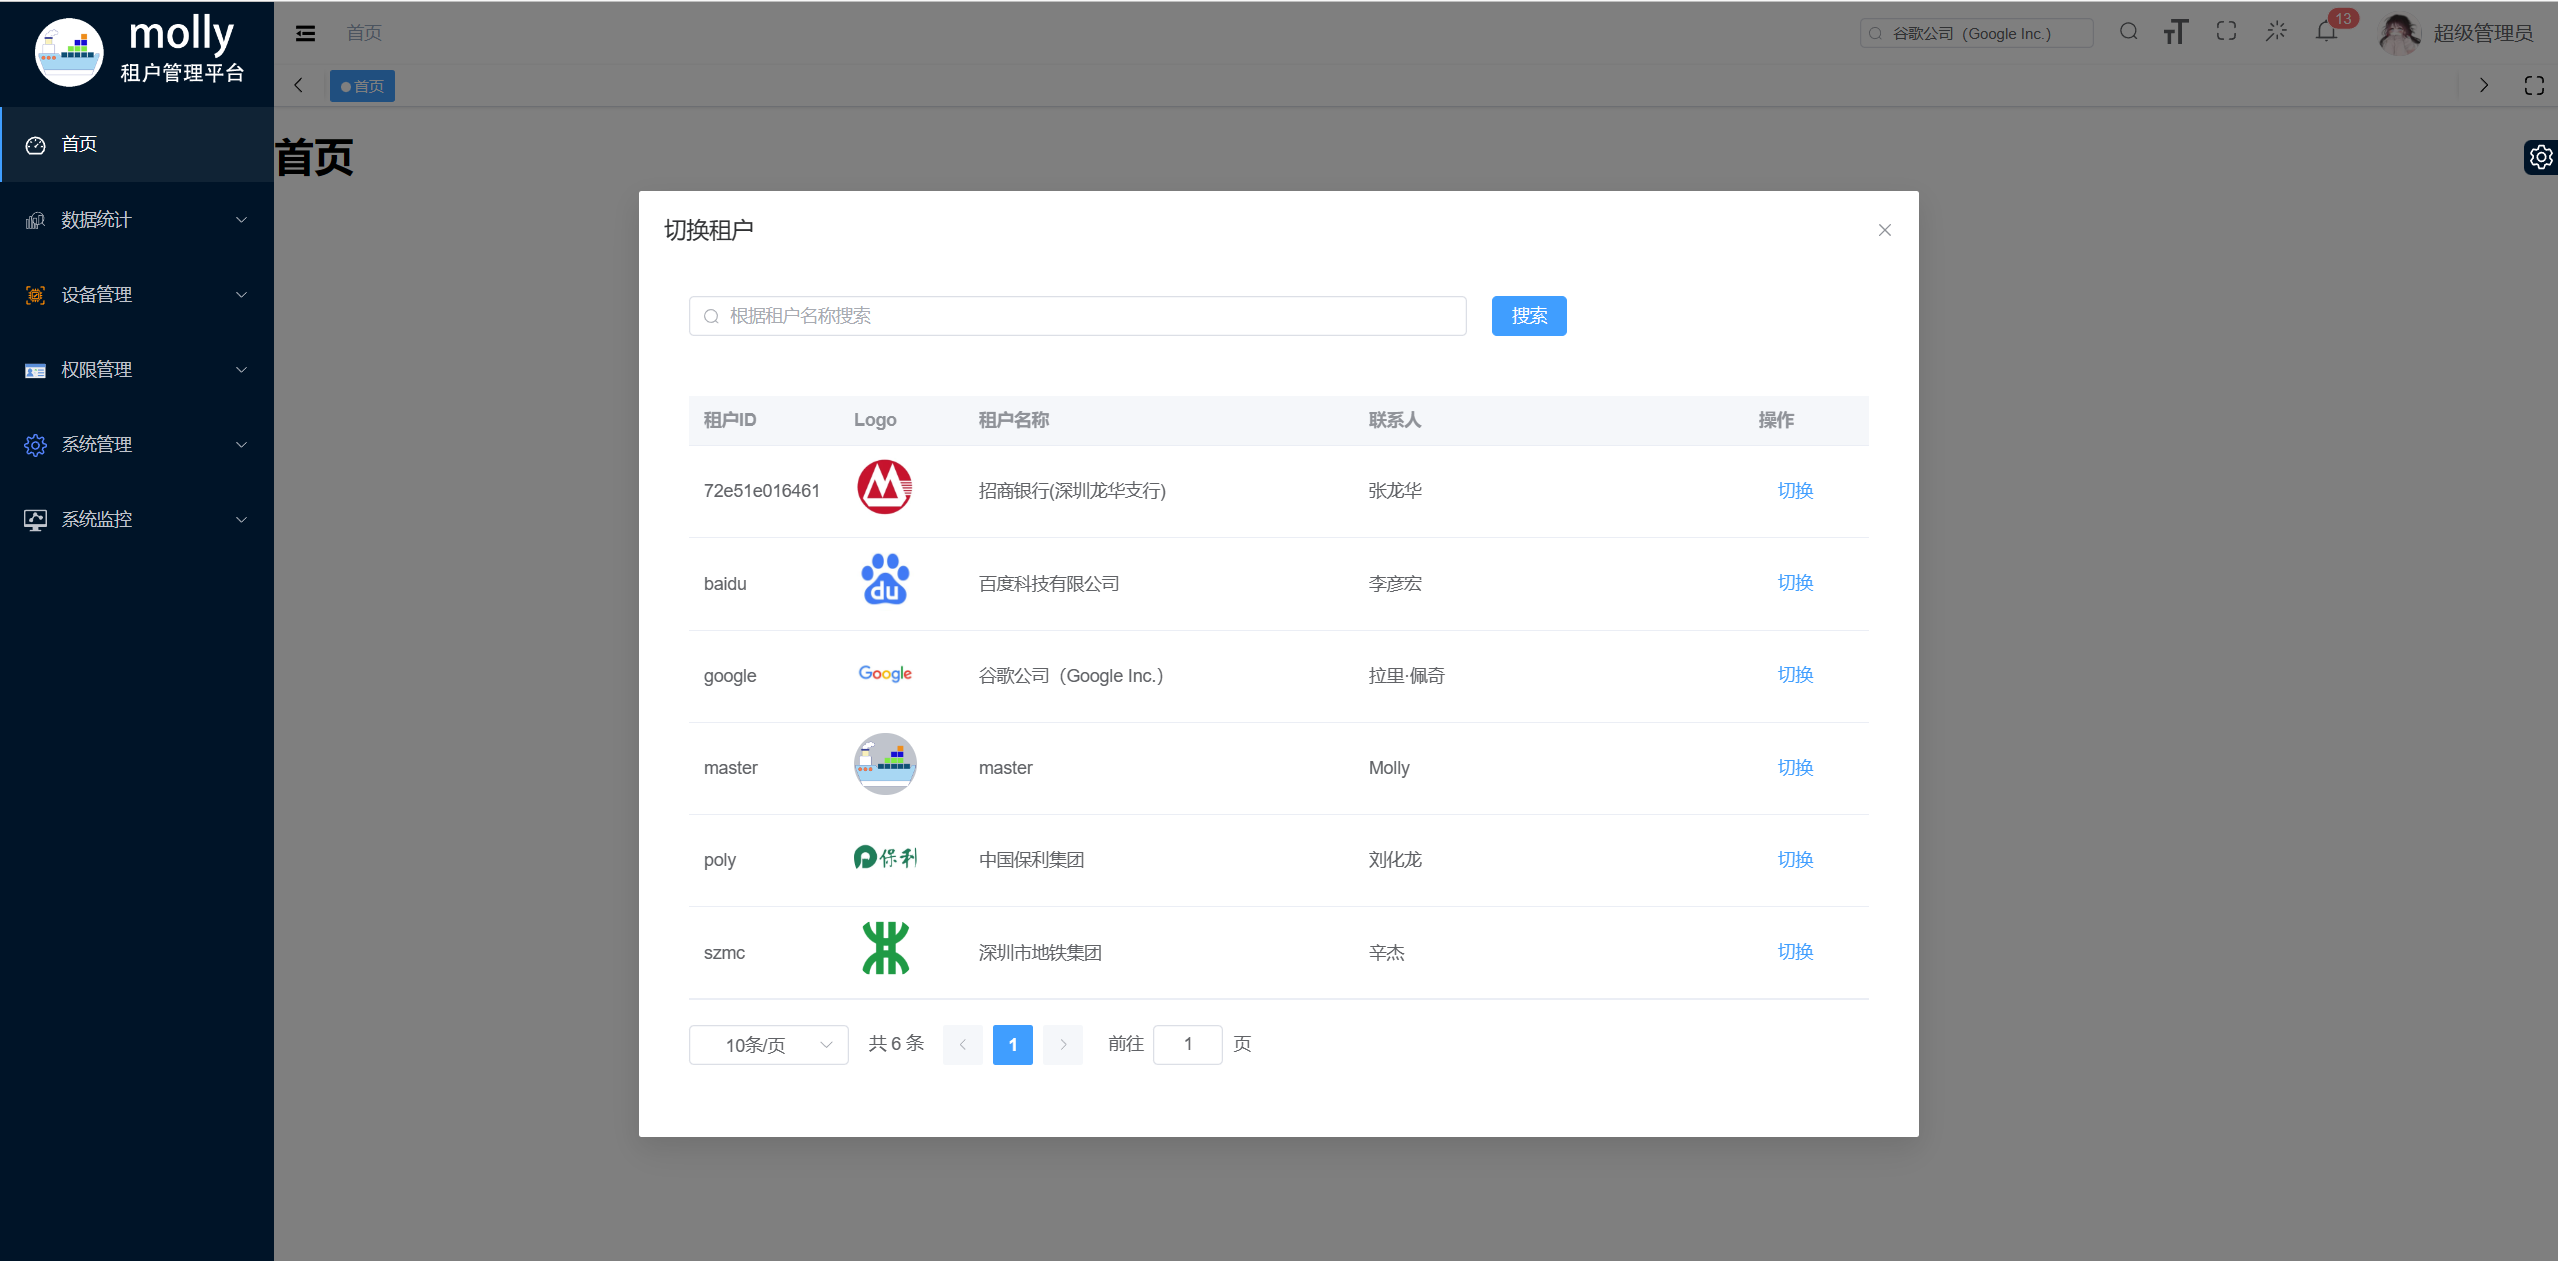 molly
租户管理平台
首页
数据统计
设备管理
权限管理
系统管理
系统监控
首页
谷歌公司（Google Inc.）
13
超级管理员
首页
首页
切换租户
根据租户名称搜索
搜索
租户ID Logo 租户名称 联系人 操作
72e51e016461 招商银行(深圳龙华支行) 张龙华 切换
baidu du 百度科技有限公司 李彦宏 切换
google Google 谷歌公司（Google Inc.） 拉里·佩奇 切换
master master Molly 切换
poly 保利 中国保利集团 刘化龙 切换
szmc 深圳市地铁集团 辛杰 切换
10条/页 共 6 条 1 前往 1 页